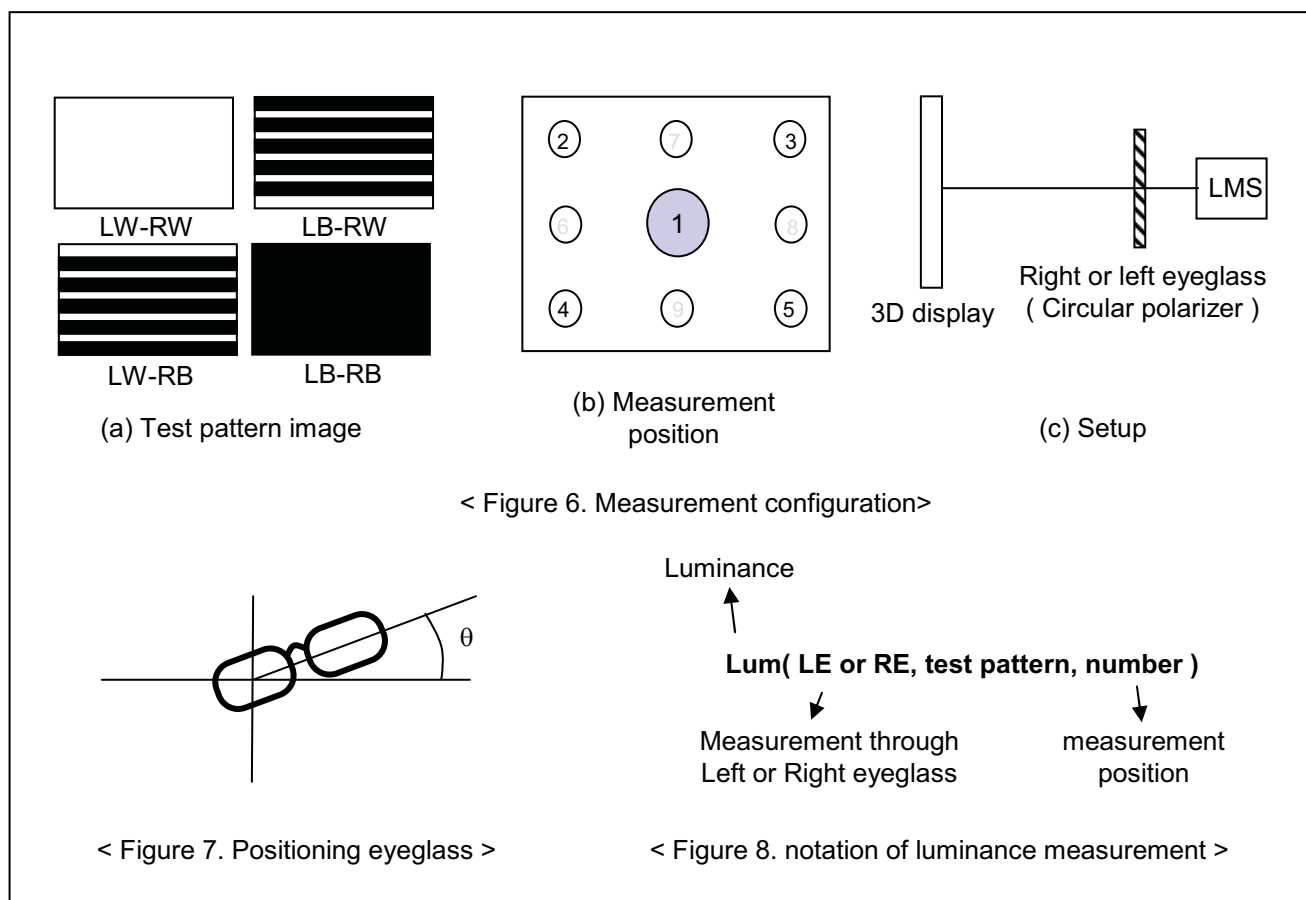 LW-RW
LB-RW
LW-RB
LB-RB
(a) Test pattern image
2
7
3
6
1
8
4
9
5
(b) Measurement
position
LMS
3D display
Right or left eyeglass
( Circular polarizer )
(c) Setup
< Figure 6. Measurement configuration>
θ
< Figure 7. Positioning eyeglass >
Luminance
Lum( LE or RE, test pattern, number )
Measurement through
Left or Right eyeglass
measurement
position
< Figure 8. notation of luminance measurement >